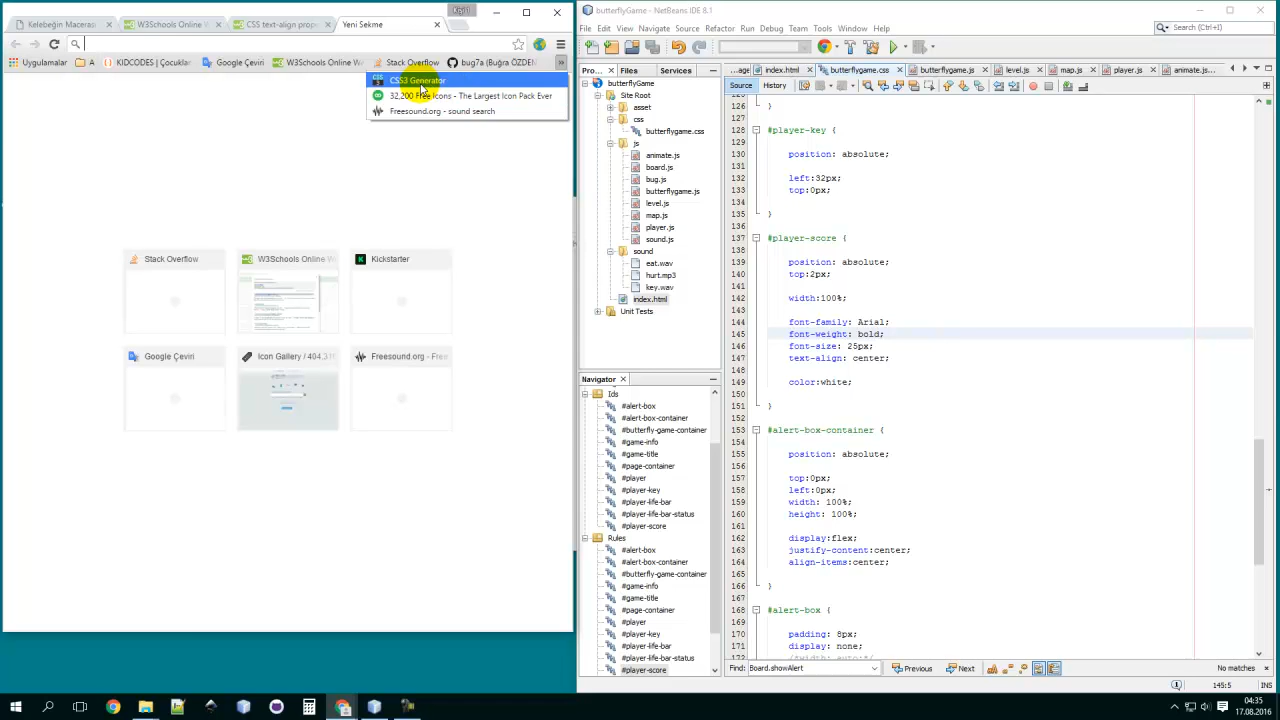 Kişi1
Kelebeğin Macerası
W3Schools Online W
CSS text-align prope
Yeni Sekme
Uygulamalar
KIDCODES | Çocuklar
Google Çeviri
W3Schools Online W
Stack Overflow
bug7a (Buğra ÖZDEN
»
CSS3 Generator
32,200 Free Icons - The Largest Icon Pack Ever
Freesound.org - sound search
Stack Overflow
W3Schools Online W
Kickstarter
Google Çeviri
Icon Gallery / 404,3
Freesound.org - Free
butterflyGame - NetBeans IDE 8.1
File Edit View Navigate Source Refactor Run Debug Team Tools Window Help
Search (Ctrl+I)
Pro... Files Services
butterflyGame
Site Root
asset
css
butterflygame.css
js
animate.js
board.js
bug.js
butterflygame.js
level.js
map.js
player.js
sound.js
sound
eat.wav
hurt.mp3
key.wav
index.html
Unit Tests
Navigator
Ids
#alert-box
#alert-box-container
#butterfly-game-container
#game-info
#game-title
#page-container
#player
#player-key
#player-life-bar
#player-life-bar-status
#player-score
Rules
#alert-box
#alert-box-container
#butterfly-game-container
#game-info
#game-title
#page-container
#player
#player-key
#player-life-bar
#player-life-bar-status
#player-score
...age index.html butterflygame.css butterflygame.js level.js map.js player.js animate.js...
Source History
126 }
127
128 #player-key {
129
130 position: absolute;
131
132 left:32px;
133 top:0px;
134
135 }
136
137 #player-score {
138
139 position: absolute;
140 top:2px;
141
142 width:100%;
143
144 font-family: Arial;
145 font-weight: bold;
146 font-size: 25px;
147 text-align: center;
148
149 color:white;
150
151 }
152
153 #alert-box-container {
154
155 position: absolute;
156
157 top:0px;
158 left:0px;
159 width: 100%;
160 height: 100%;
161
162 display:flex;
163 justify-content:center;
164 align-items:center;
165
166 }
167
168 #alert-box {
169
170 padding: 8px;
171 display: none;
172 /*width: auto;*/
Find: Board.showAlert Previous Next No matches
1 145:5 INS
04:35
17.08.2016